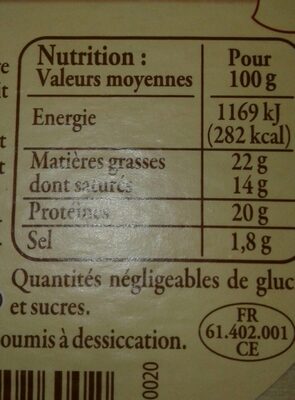 Nutrition :
Valeurs moyennes
Pour
100 g
Energie
1169 kJ
(282 kcal)
Matières grasses
22 g
dont saturés
14 g
Protéines
20 g
Sel
1,8 g
Quantités négligeables de gluc
et sucres.
oumis à dessiccation.
FR
61.402.001
CE
0020